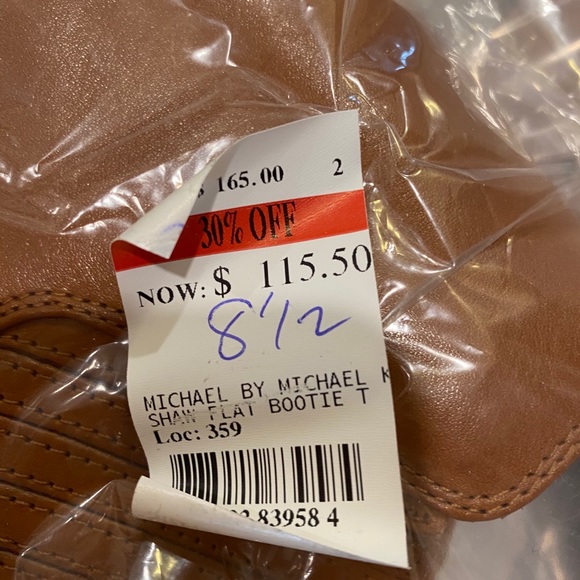 $ 165.00 2
30% OFF
NOW: $ 115.50
8 1/2
MICHAEL BY MICHAEL K
SHAW FLAT BOOTIE T
Loc: 359
83958 4